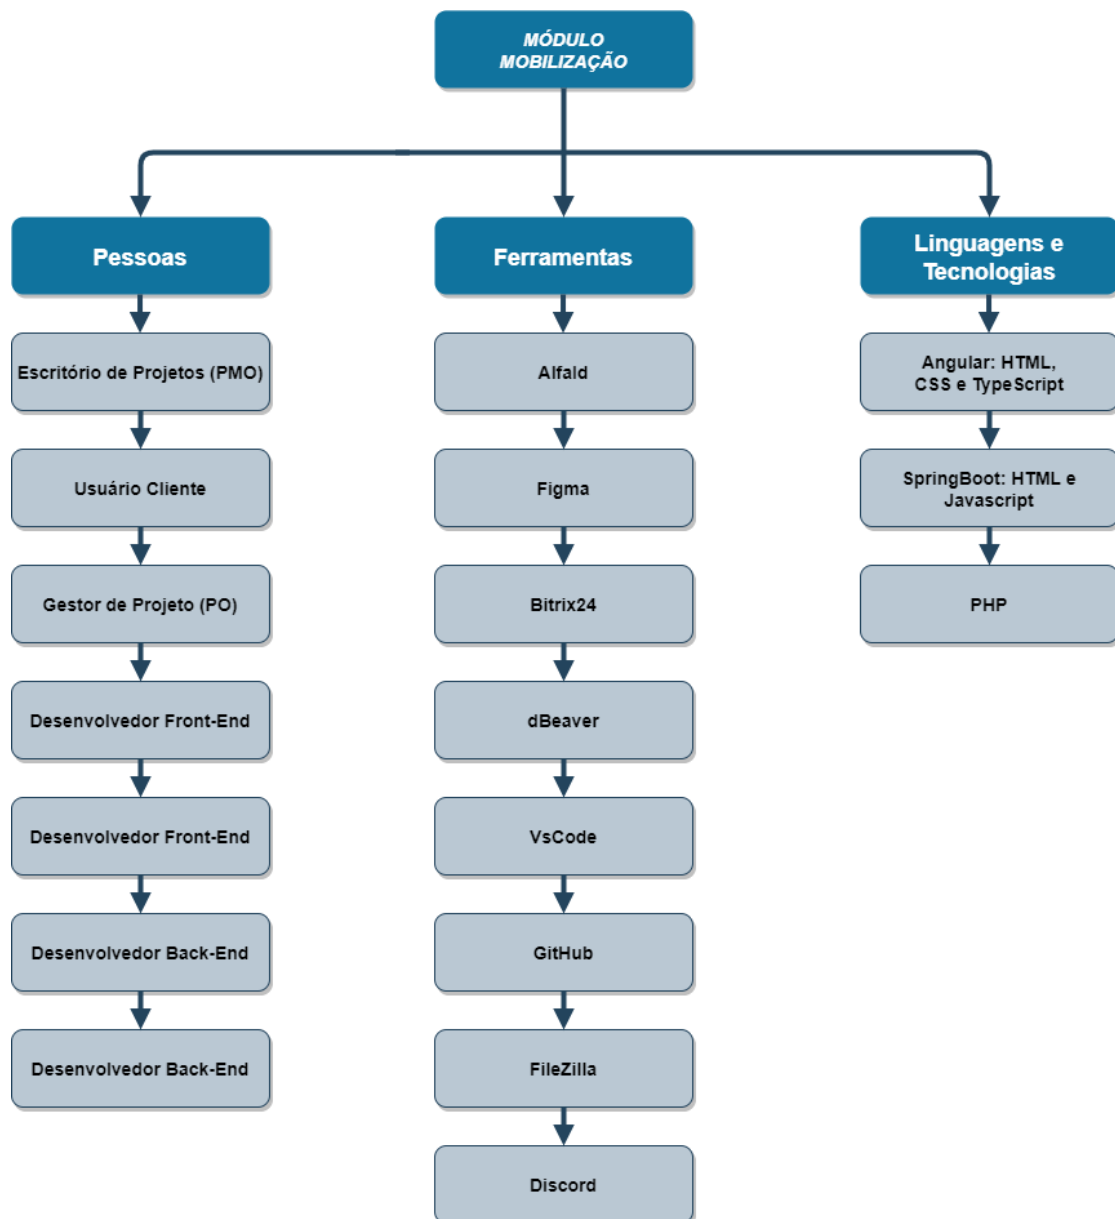 MÓDULO
MOBILIZAÇÃO
Pessoas
Escritório de Projetos (PMO)
Usuário Cliente
Gestor de Projeto (PO)
Desenvolvedor Front-End
Desenvolvedor Front-End
Desenvolvedor Back-End
Desenvolvedor Back-End
Ferramentas
Alfald
Figma
Bitrix24
dBeaver
VsCode
GitHub
FileZilla
Discord
Linguagens e
Tecnologias
Angular: HTML,
CSS e TypeScript
SpringBoot: HTML e
Javascript
PHP